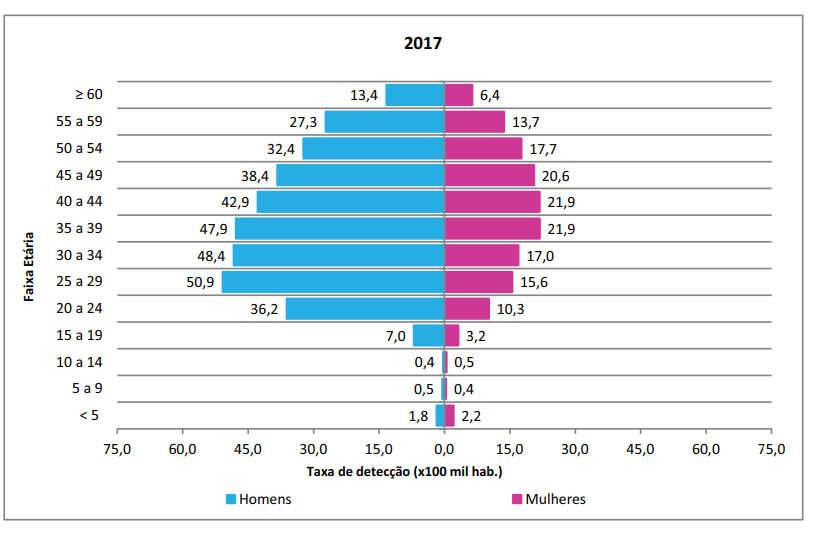 2017
≥ 60 13,4 6,4
55 a 59 27,3 13,7
50 a 54 32,4 17,7
45 a 49 38,4 20,6
40 a 44 42,9 21,9
35 a 39 47,9 21,9
30 a 34 48,4 17,0
25 a 29 50,9 15,6
20 a 24 36,2 10,3
15 a 19 7,0 3,2
10 a 14 0,4 0,5
5 a 9 0,5 0,4
< 5 1,8 2,2
Faixa Etária
75,0 60,0 45,0 30,0 15,0 0,0 15,0 30,0 45,0 60,0 75,0
Taxa de detecção (x100 mil hab.)
Homens Mulheres